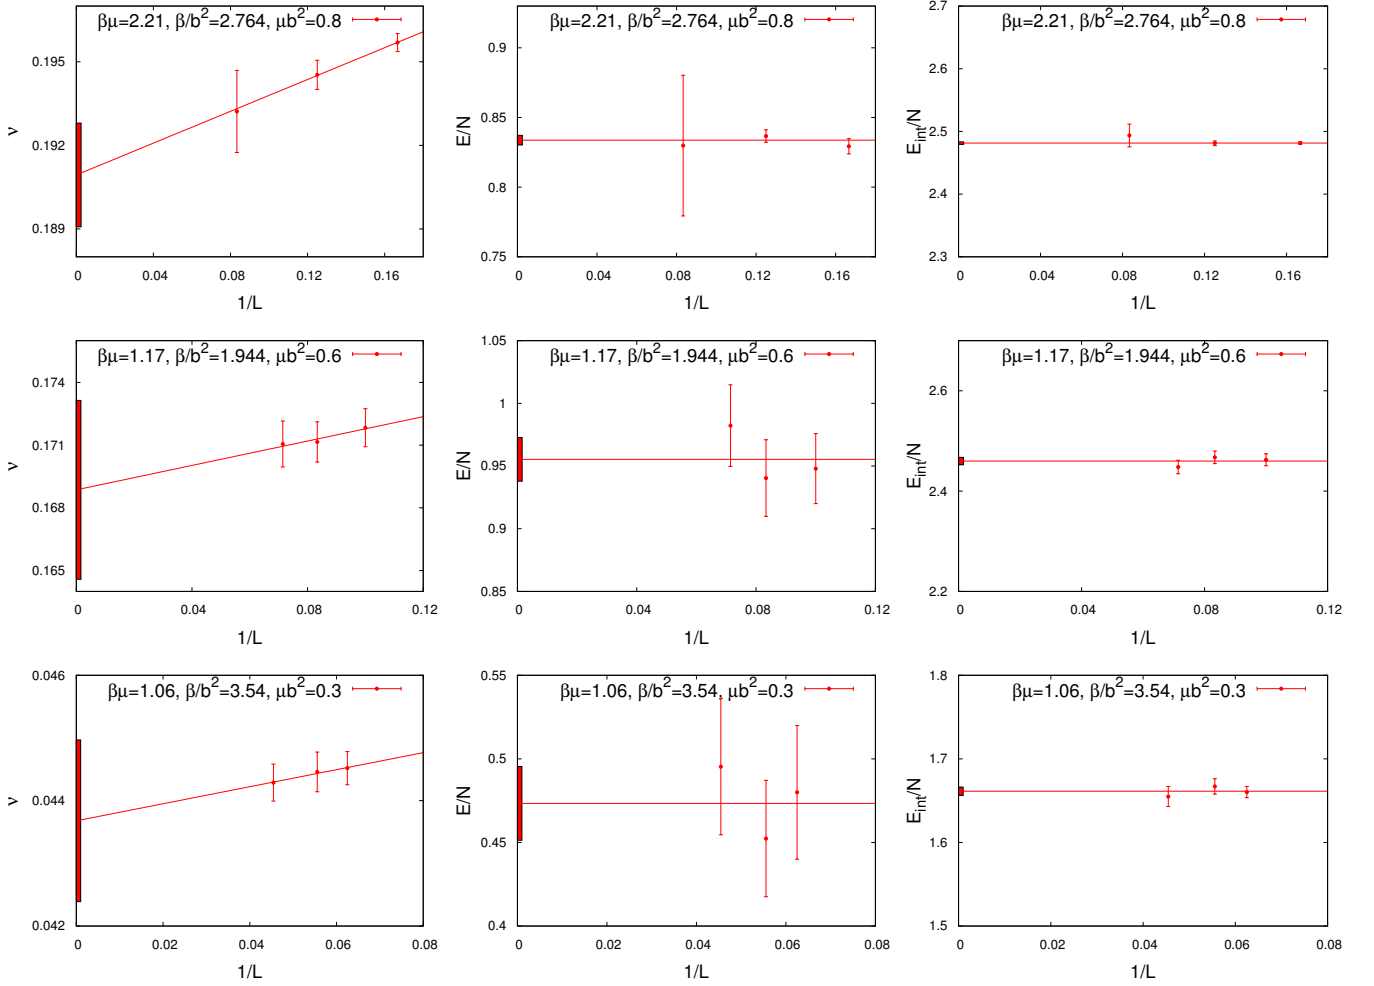 βμ=2.21, β/b²=2.764, μb²=0.8
0.195
0.192
0.189
ν
0
0.04
0.08
0.12
0.16
1/L
βμ=2.21, β/b²=2.764, μb²=0.8
0.9
0.85
0.8
0.75
E/N
0
0.04
0.08
0.12
0.16
1/L
βμ=2.21, β/b²=2.764, μb²=0.8
2.7
2.6
2.5
2.4
2.3
E_int/N
0
0.04
0.08
0.12
0.16
1/L
βμ=1.17, β/b²=1.944, μb²=0.6
0.174
0.171
0.168
0.165
ν
0
0.04
0.08
0.12
1/L
βμ=1.17, β/b²=1.944, μb²=0.6
1.05
1
0.95
0.9
0.85
E/N
0
0.04
0.08
0.12
1/L
βμ=1.17, β/b²=1.944, μb²=0.6
2.6
2.4
2.2
E_int/N
0
0.04
0.08
0.12
1/L
βμ=1.06, β/b²=3.54, μb²=0.3
0.046
0.044
0.042
ν
0
0.02
0.04
0.06
0.08
1/L
βμ=1.06, β/b²=3.54, μb²=0.3
0.55
0.5
0.45
0.4
E/N
0
0.02
0.04
0.06
0.08
1/L
βμ=1.06, β/b²=3.54, μb²=0.3
1.8
1.7
1.6
1.5
E_int/N
0
0.02
0.04
0.06
0.08
1/L